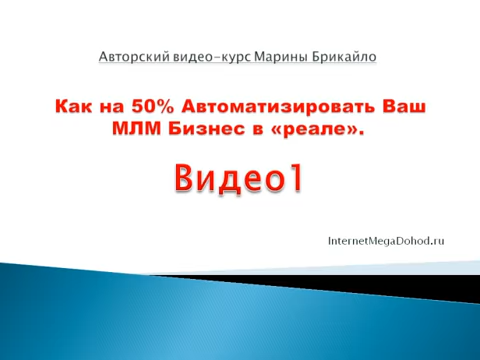 Авторский видео-курс Марины Брикайло
Как на 50% Автоматизировать Ваш
МЛМ Бизнес в «реале».
Видео1
InternetMegaDohod.ru